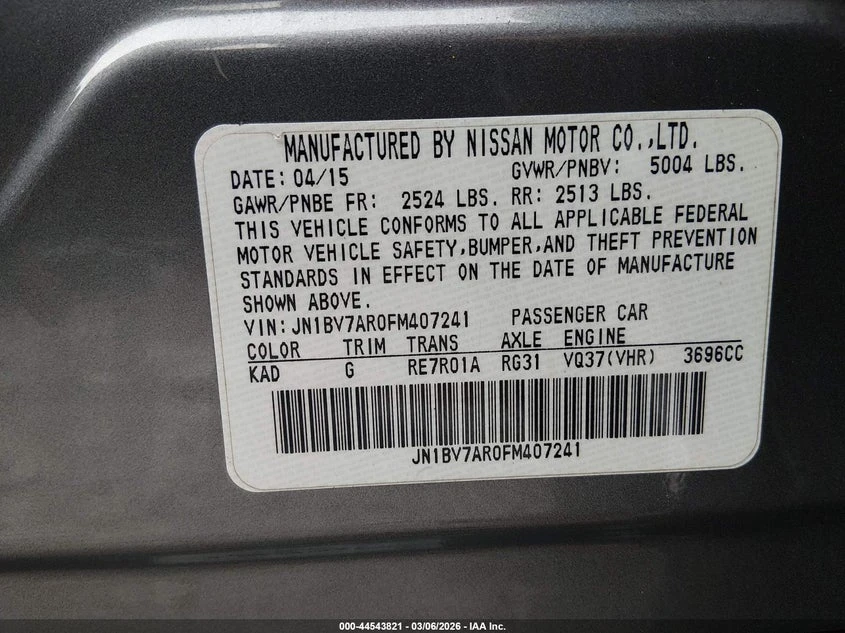 MANUFACTURED BY NISSAN MOTOR CO.,LTD.
DATE: 04/15 GVWR/PNBV: 5004 LBS.
GAWR/PNBE FR: 2524 LBS. RR: 2513 LBS.
THIS VEHICLE CONFORMS TO ALL APPLICABLE FEDERAL
MOTOR VEHICLE SAFETY,BUMPER,AND THEFT PREVENTION
STANDARDS IN EFFECT ON THE DATE OF MANUFACTURE
SHOWN ABOVE.
VIN:JN1BV7AR0FM407241 PASSENGER CAR
COLOR TRIM TRANS AXLE ENGINE
KAD G RE7R01A RG31 VQ37(VHR) 3696CC
JN1BV7AR0FM407241
000-44543821 | 03/06/2026 - IAA Inc.